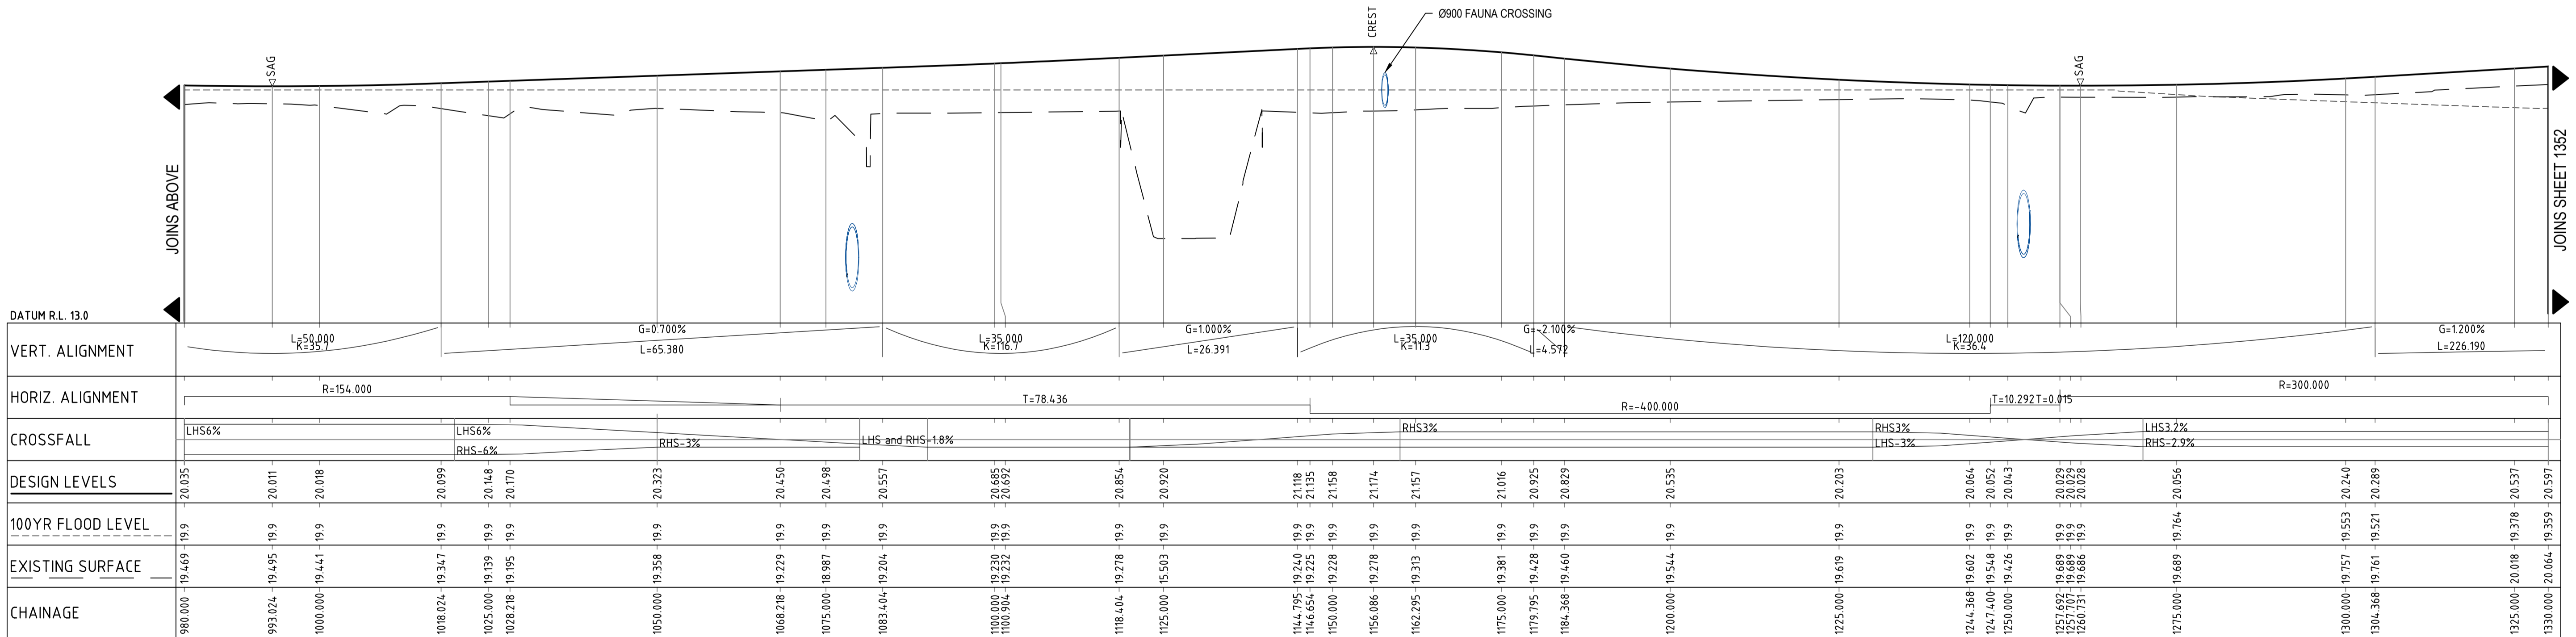 Ø900 FAUNA CROSSING
CREST
SAG
SAG
JOINS ABOVE
JOINS SHEET 1352
DATUM R.L. 13.0
VERT. ALIGNMENT
L=50.000
K=35.7
G=0.700%
L=65.380
L=35.000
K=116.7
G=1.000%
L=26.391
L=35.000
K=11.3
G=-2.100%
L=4.572
L=120.000
K=36.4
G=1.200%
L=226.190
HORIZ. ALIGNMENT
R=154.000
T=78.436
R=-400.000
T=10.292
T=0.015
R=300.000
CROSSFALL
LHS6%
LHS6%
RHS-6%
RHS-3%
LHS and RHS-1.8%
RHS3%
RHS3%
LHS-3%
LHS3.2%
RHS-2.9%
DESIGN LEVELS
20.035 20.011 20.018 20.099 20.148 20.170 20.323 20.450 20.498 20.557 20.685 20.692 20.854 20.920 21.118 21.135 21.158 21.174 21.157 21.016 20.925 20.829 20.535 20.203 20.064 20.052 20.043 20.029 20.029 20.028 20.056 20.240 20.289 20.537 20.597
100YR FLOOD LEVEL
19.9 19.9 19.9 19.9 19.9 19.9 19.9 19.9 19.9 19.9 19.9 19.9 19.9 19.9 19.9 19.9 19.9 19.9 19.9 19.9 19.9 19.9 19.9 19.9 19.9 19.9 19.9 19.9 19.9 19.9 19.764 19.553 19.521 19.378 19.359
EXISTING SURFACE
19.469 19.495 19.441 19.347 19.139 19.195 19.358 19.229 18.987 19.204 19.230 19.232 19.278 15.503 19.240 19.225 19.228 19.278 19.313 19.381 19.428 19.460 19.544 19.619 19.602 19.548 19.426 19.689 19.689 19.686 19.689 19.757 19.761 20.018 20.064
CHAINAGE
980.000 993.024 1000.000 1018.024 1025.000 1028.218 1050.000 1068.218 1075.000 1083.404 1100.000 1100.904 1118.404 1125.000 1144.795 1146.654 1150.000 1156.086 1162.295 1175.000 1179.795 1184.368 1200.000 1225.000 1244.368 1247.400 1250.000 1257.692 1257.707 1260.731 1275.000 1300.000 1304.368 1325.000 1330.000